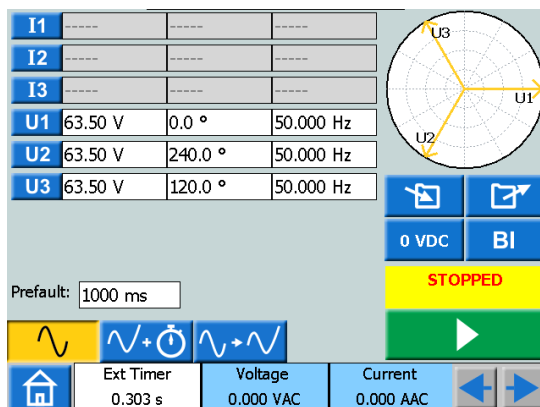 I1 ----- ----- -----
I2 ----- ----- -----
I3 ----- ----- -----
U1 63.50 V 0.0 ° 50.000 Hz
U2 63.50 V 240.0 ° 50.000 Hz
U3 63.50 V 120.0 ° 50.000 Hz
U3
U1
U2
0 VDC BI
STOPPED
Prefault: 1000 ms
Ext Timer Voltage Current
0.303 s 0.000 VAC 0.000 AAC